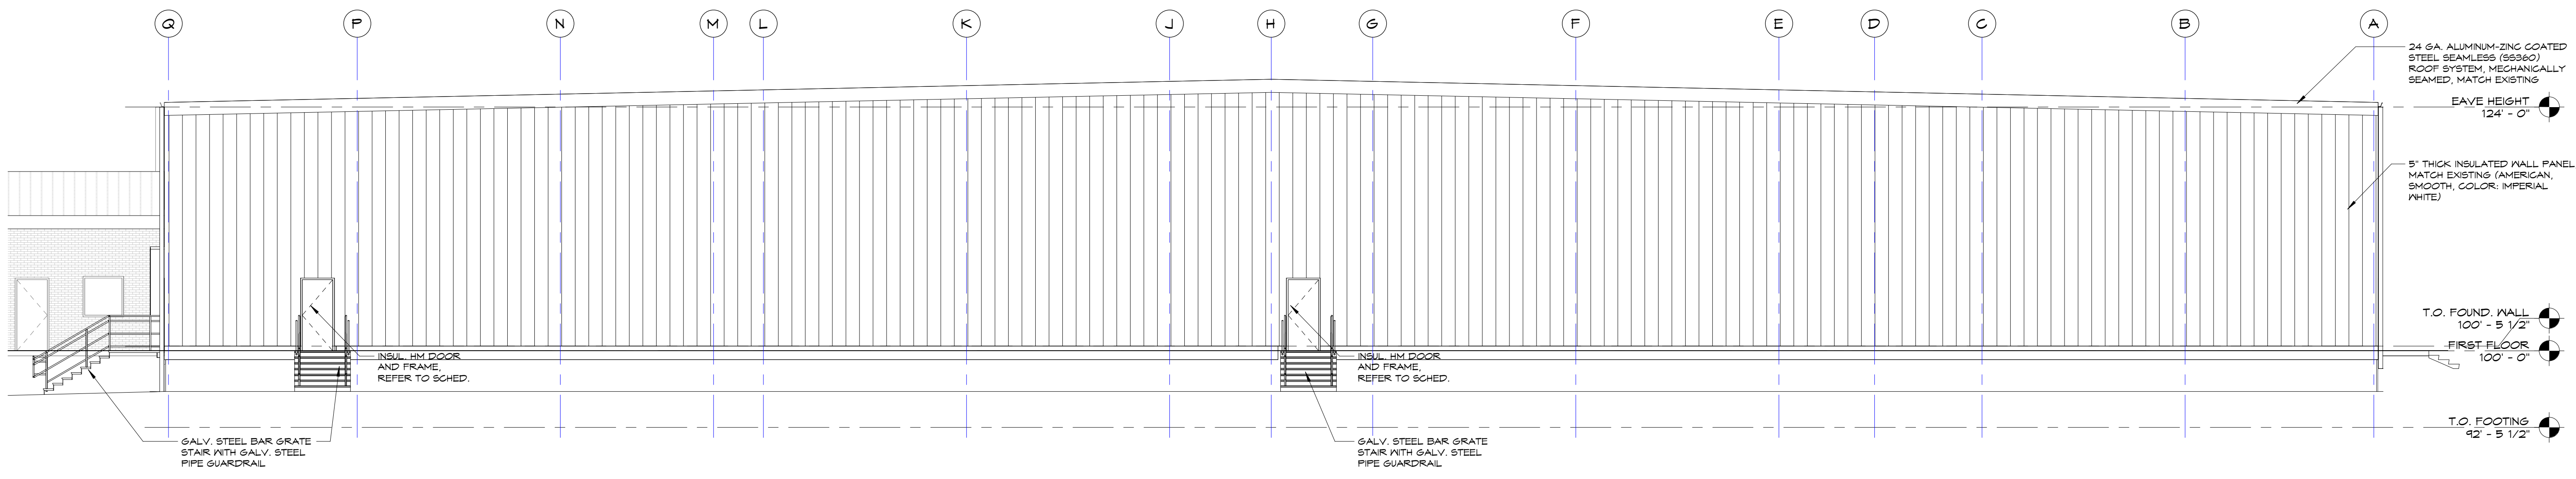 Q P N M L K J H G F E D C B A
24 GA. ALUMINUM-ZINC COATED
STEEL SEAMLESS (SS360)
ROOF SYSTEM, MECHANICALLY
SEAMED, MATCH EXISTING
EAVE HEIGHT
124' - 0"
5" THICK INSULATED WALL PANEL
MATCH EXISTING (AMERICAN,
SMOOTH, COLOR: IMPERIAL
WHITE)
T.O. FOUND. WALL
100' - 5 1/2"
FIRST FLOOR
100' - 0"
INSUL. HM DOOR
AND FRAME,
REFER TO SCHED.
INSUL. HM DOOR
AND FRAME,
REFER TO SCHED.
T.O. FOOTING
92' - 5 1/2"
GALV. STEEL BAR GRATE
STAIR WITH GALV. STEEL
PIPE GUARDRAIL
GALV. STEEL BAR GRATE
STAIR WITH GALV. STEEL
PIPE GUARDRAIL